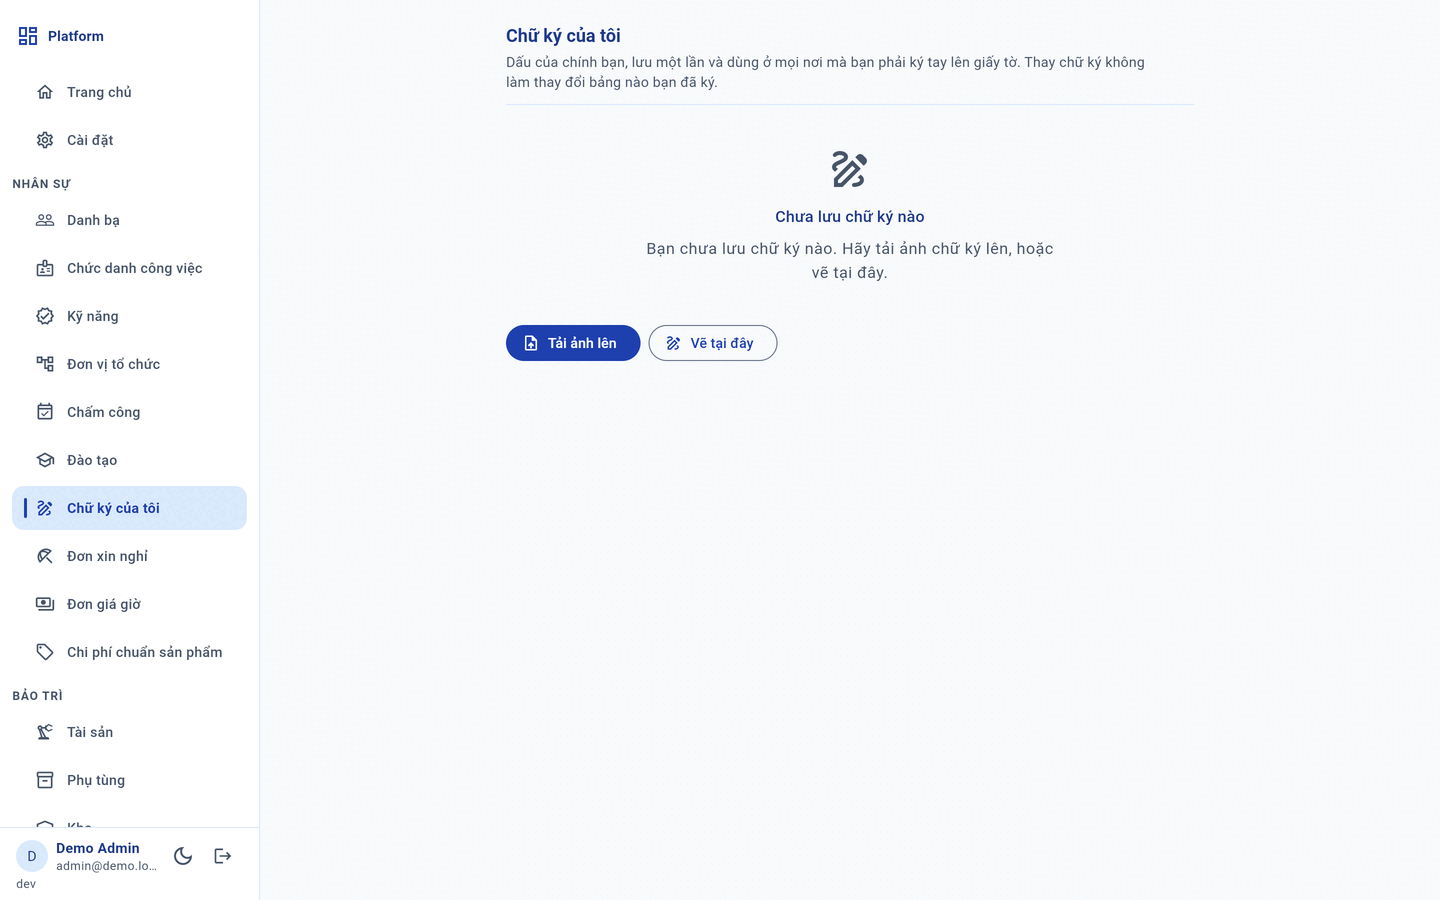 Platform
Trang chủ
Cài đặt
NHÂN SỰ
Danh bạ
Chức danh công việc
Kỹ năng
Đơn vị tổ chức
Chấm công
Đào tạo
Chữ ký của tôi
Đơn xin nghỉ
Đơn giá giờ
Chi phí chuẩn sản phẩm
BẢO TRÌ
Tài sản
Phụ tùng
Kho
D
Demo Admin
admin@demo.lo...
dev
Chữ ký của tôi
Dấu của chính bạn, lưu một lần và dùng ở mọi nơi mà bạn phải ký tay lên giấy tờ. Thay chữ ký không
làm thay đổi bảng nào bạn đã ký.
Chưa lưu chữ ký nào
Bạn chưa lưu chữ ký nào. Hãy tải ảnh chữ ký lên, hoặc
vẽ tại đây.
Tải ảnh lên
Vẽ tại đây